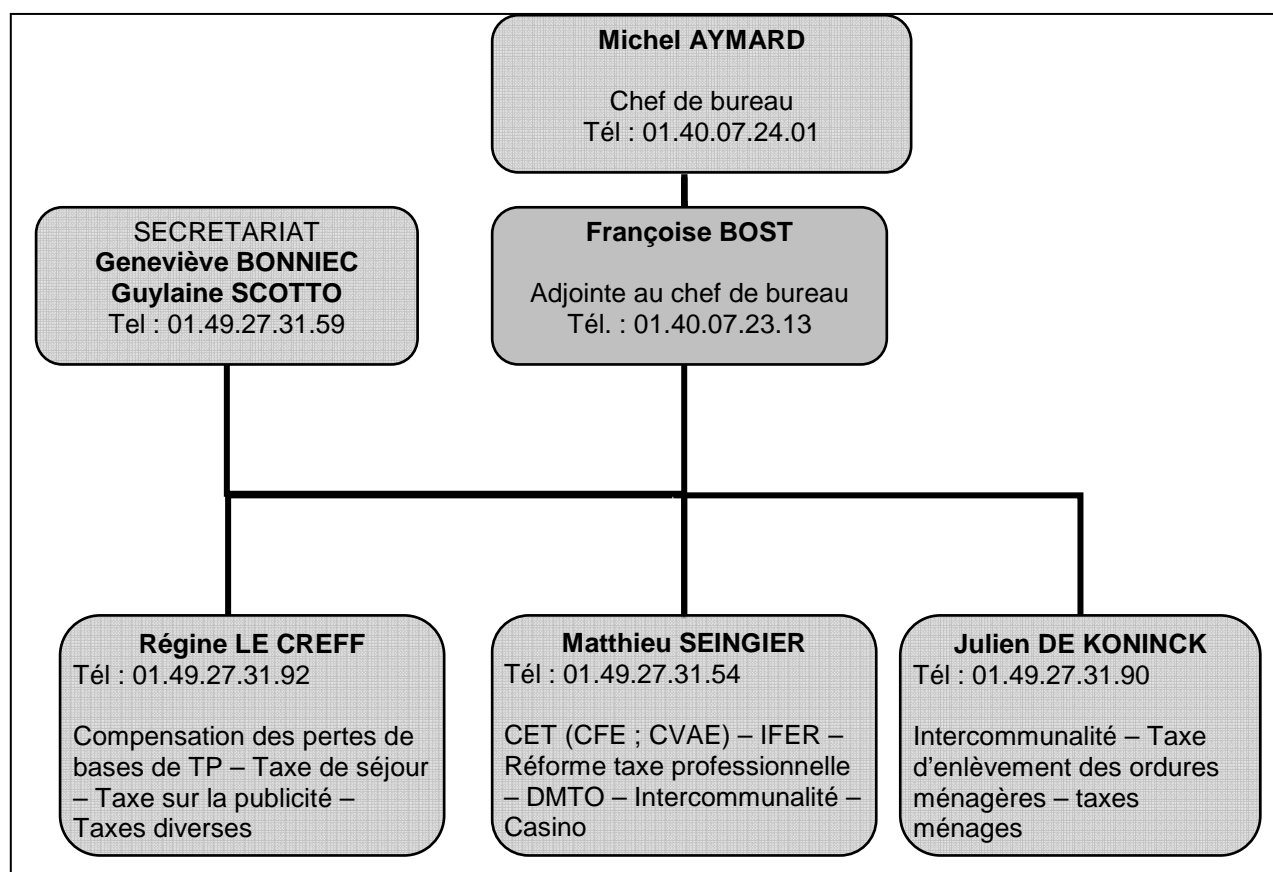 Michel AYMARD
Chef de bureau
Tél : 01.40.07.24.01
SECRETARIAT
Geneviève BONNIEC
Guylaine SCOTTO
Tel : 01.49.27.31.59
Françoise BOST
Adjointe au chef de bureau
Tél. : 01.40.07.23.13
Régine LE CREFF
Tél : 01.49.27.31.92
Compensation des pertes de
bases de TP – Taxe de séjour
– Taxe sur la publicité –
Taxes diverses
Matthieu SEINGIER
Tél : 01.49.27.31.54
CET (CFE ; CVAE) – IFER –
Réforme taxe professionnelle
– DMTO – Intercommunalité –
Casino
Julien DE KONINCK
Tél : 01.49.27.31.90
Intercommunalité – Taxe
d'enlèvement des ordures
ménagères – taxes
ménages